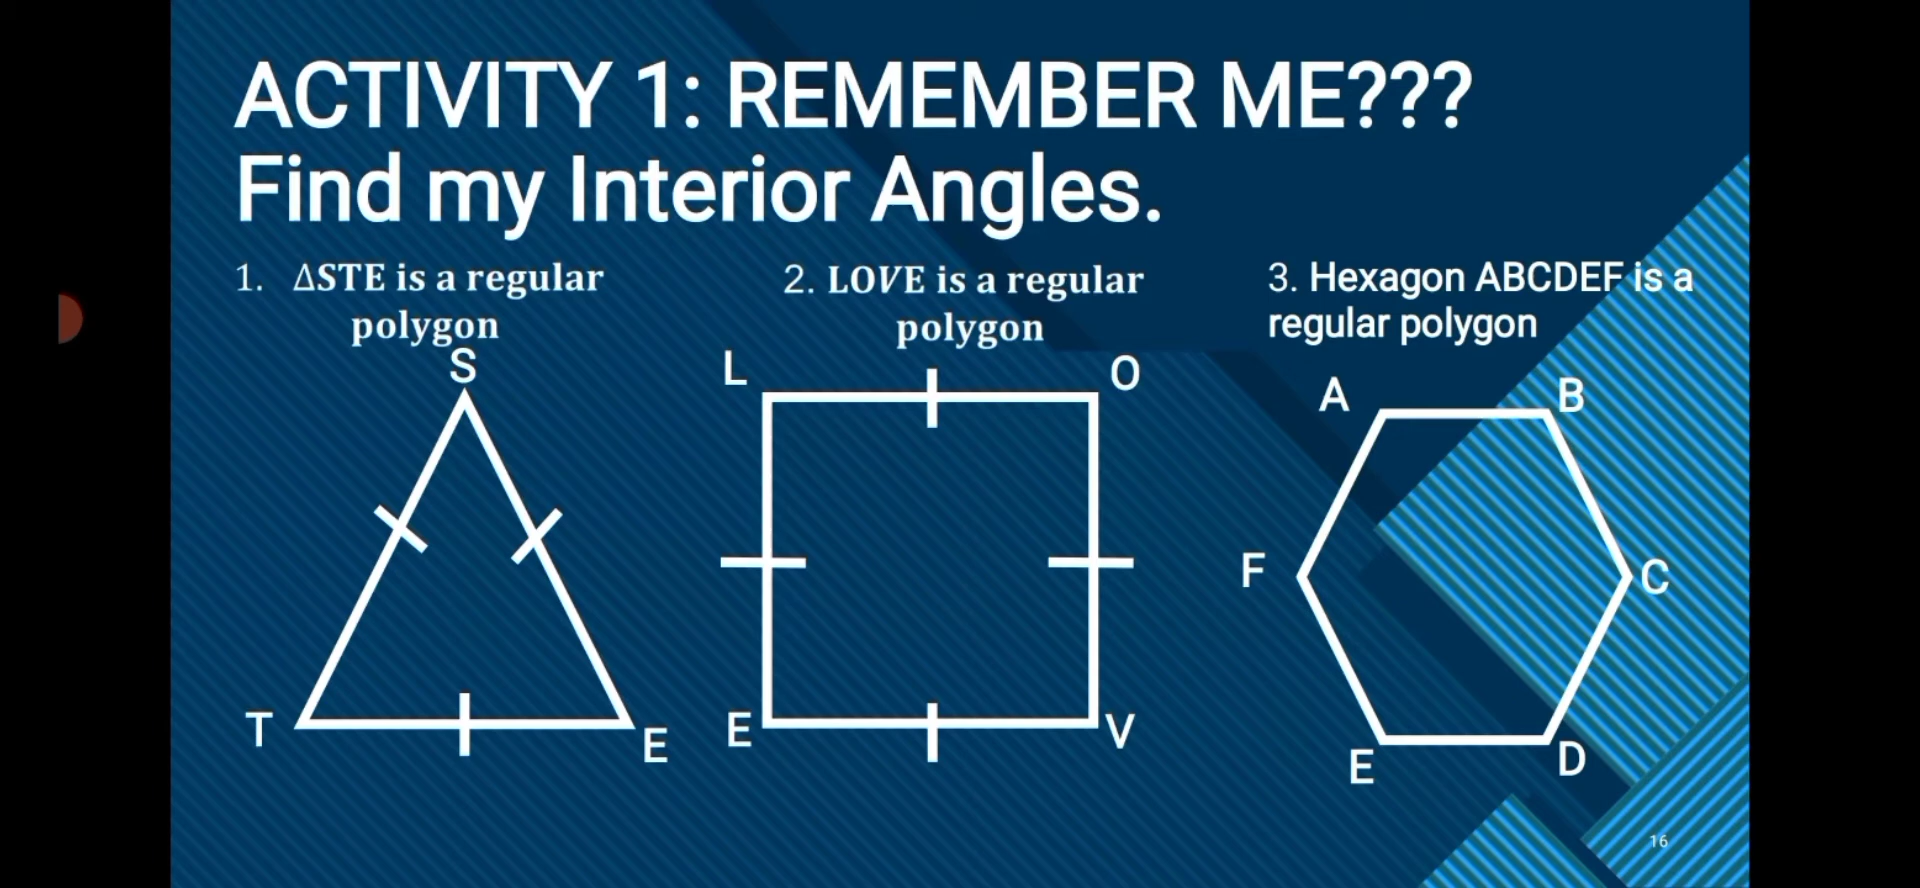 ACTIVITY 1: REMEMBER ME???
Find my Interior Angles.
1. ΔSTE is a regular
polygon
2. LOVE is a regular
polygon
3. Hexagon ABCDEF is a
regular polygon
S
T
E
L
O
E
V
A
B
F
C
E
D
16